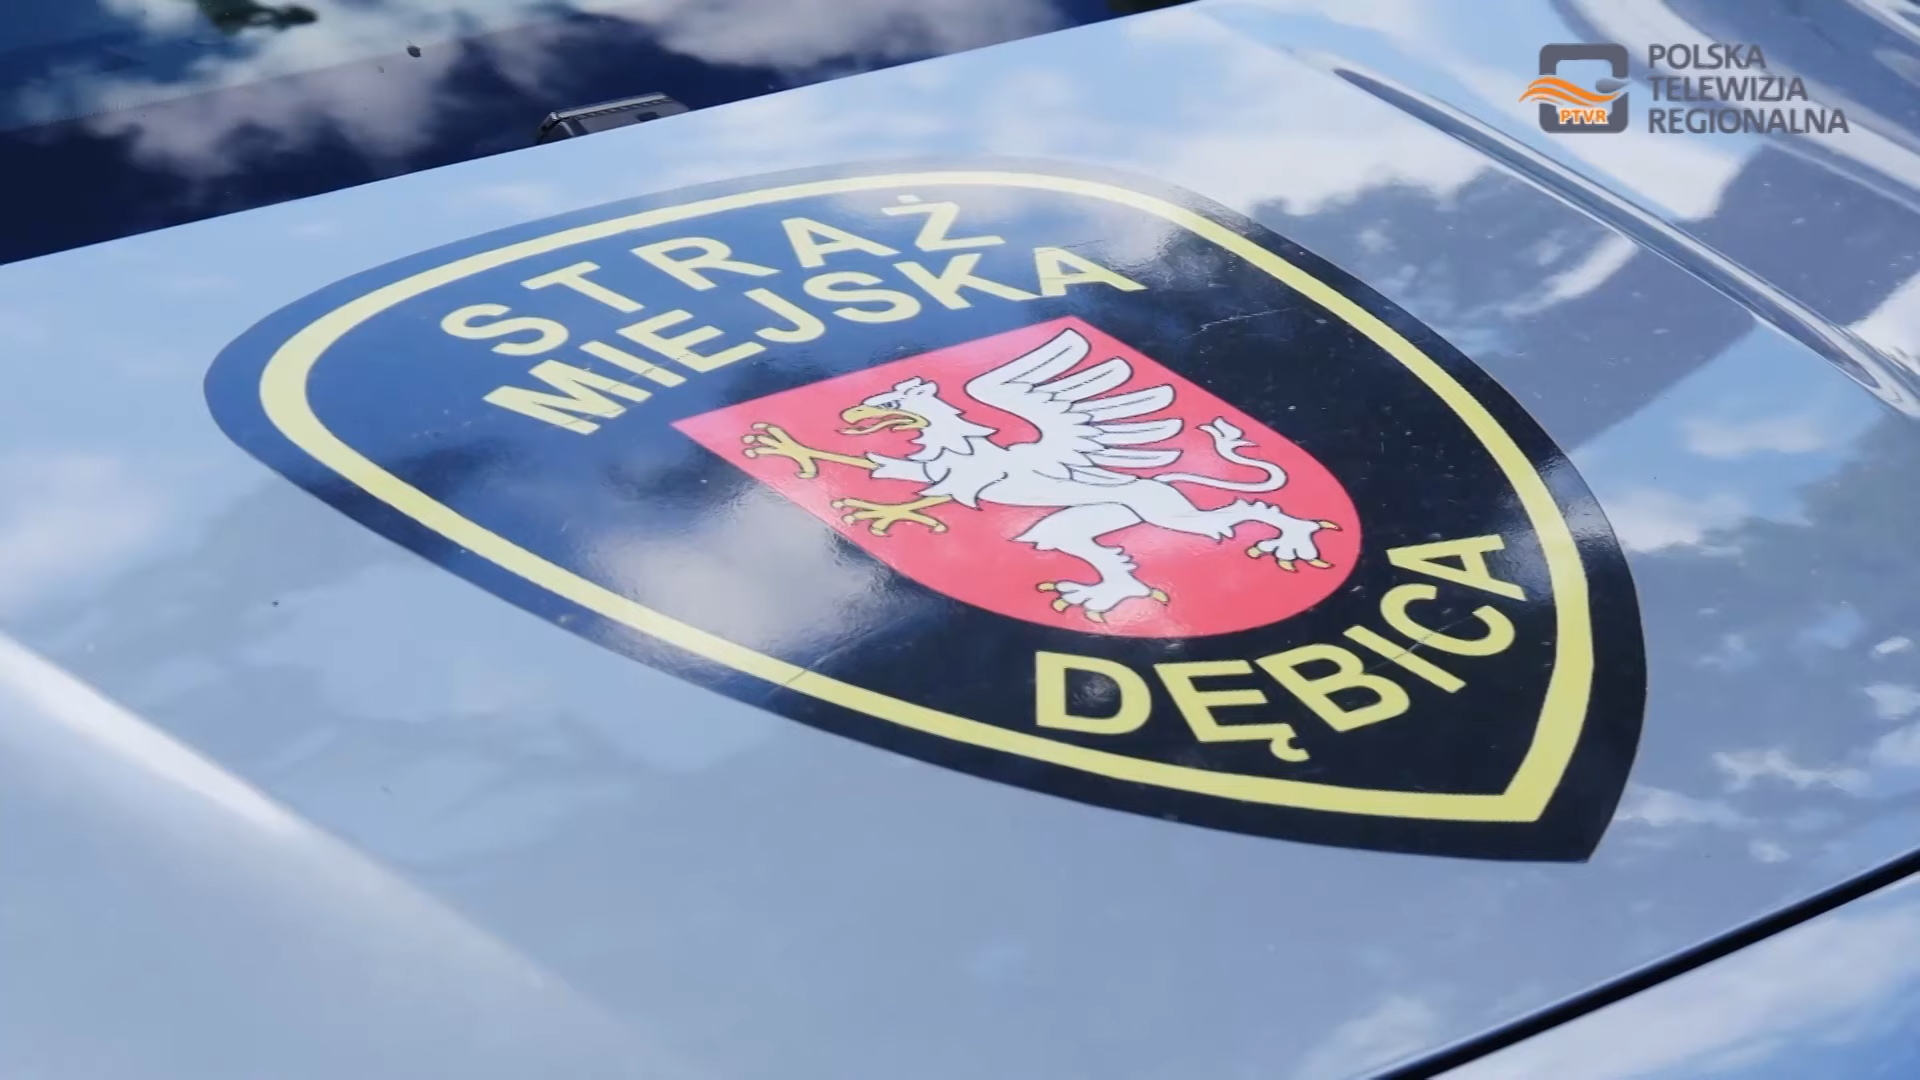 STRAŻ
MIEJSKA
DĘBICA
POLSKA
TELEWIZJA
REGIONALNA
PTVR